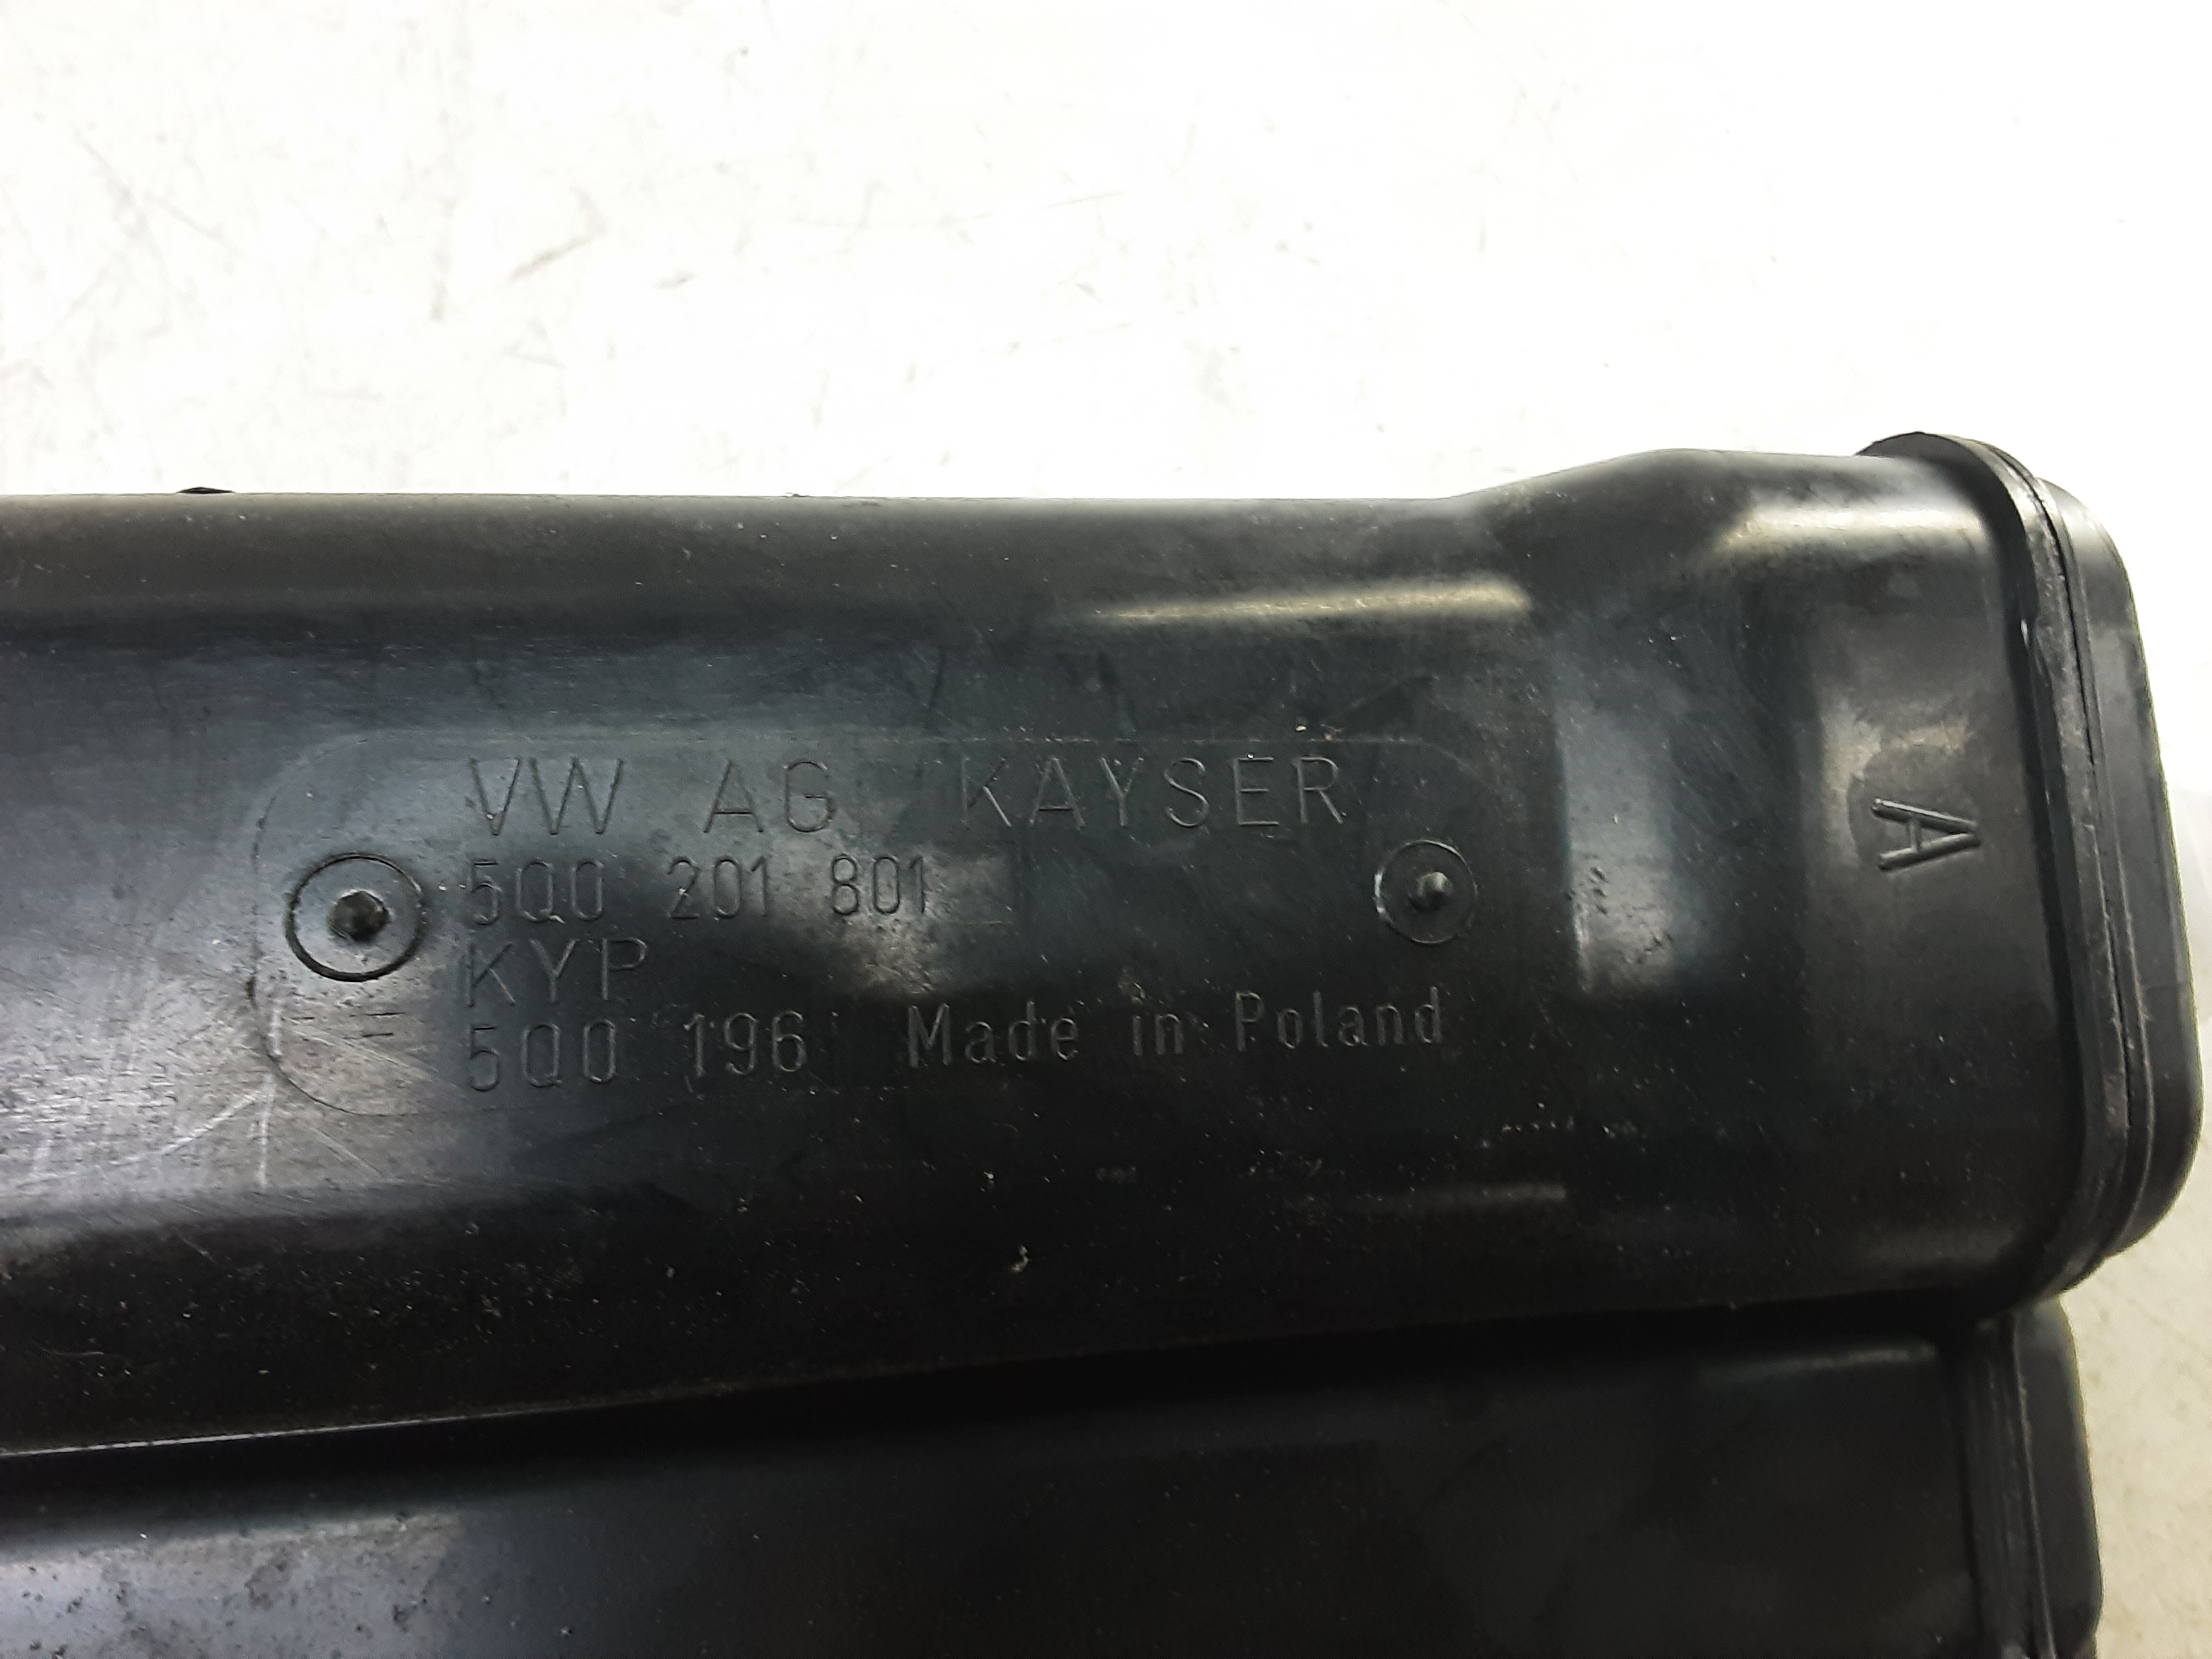 VW AG KAYSER
5Q0 201 801
KYP
5Q0 196 Made in Poland
A